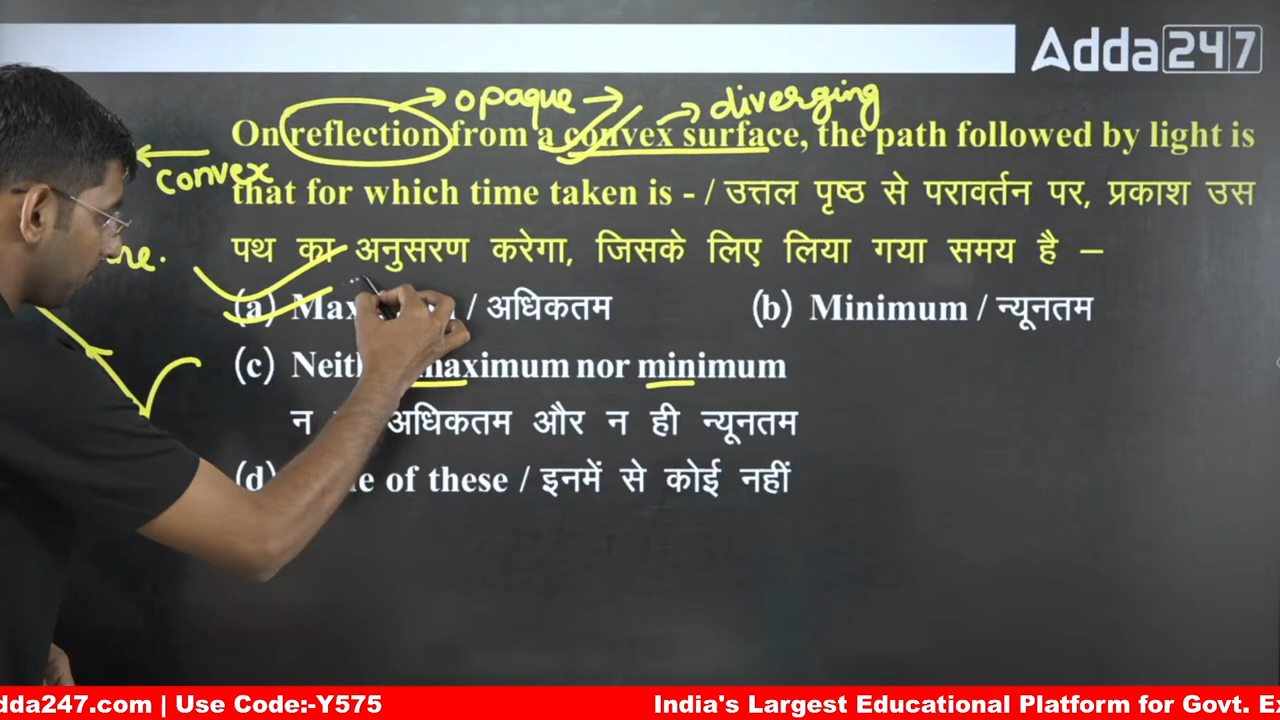 Adda247
opaque → diverging
On reflection from a convex surface, the path followed by light is
convex
that for which time taken is - / उत्तल पृष्ठ से परावर्तन पर, प्रकाश उस
पथ का अनुसरण करेगा, जिसके लिए लिया गया समय है –
(a) / अधिकतम (b) Minimum / न्यूनतम
(c) maximum nor minimum
न अधिकतम और न ही न्यूनतम
(d) of these / इनमें से कोई नहीं
dda247.com | Use Code:-Y575 India's Largest Educational Platform for Govt.